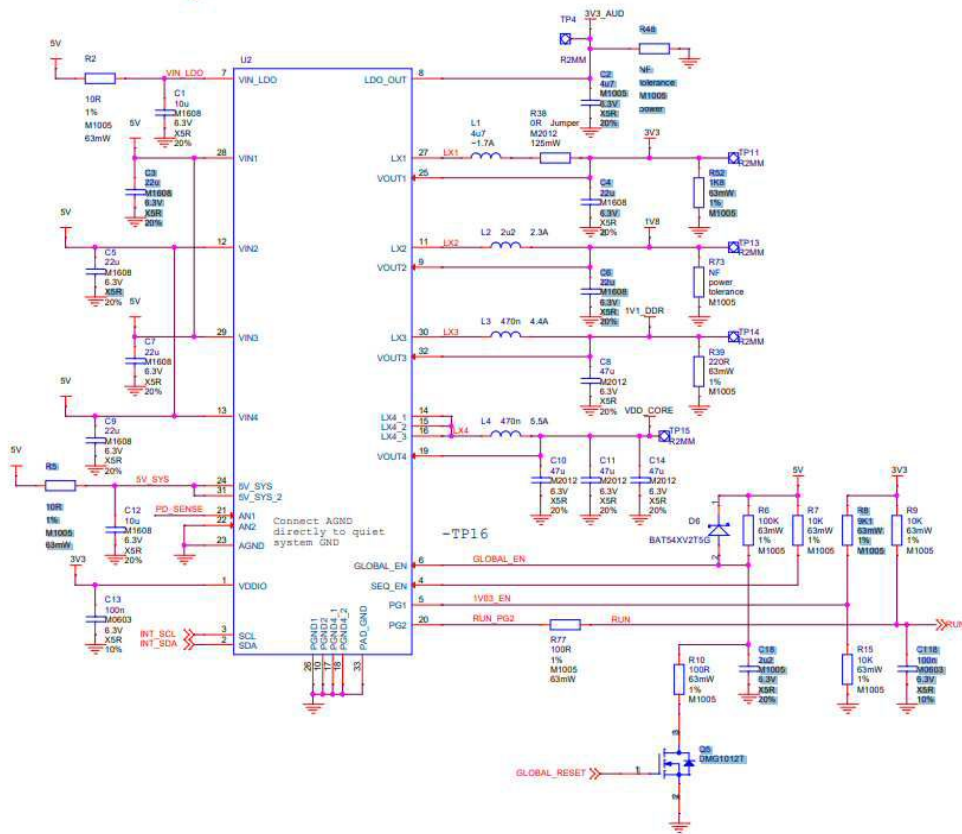 TP4
3V3_AUD
R48
R2MM
NF
tolerance
M1005
power
5V
R2
10R
1%
M1005
63mW
VIN_LDO
7
C1
10u
M1608
6.3V
X5R
20%
U2
VIN_LDO
LDO_OUT
8
C2
4u7
M1005
6.3V
X5R
20%
5V
28
VIN1
C3
22u
M1608
6.3V
X5R
20%
LX1
27
LX1
L1
4u7
~1.7A
R38
0R Jumper
M2012
125mW
3V3
TP11
R2MM
VOUT1
25
C4
22u
M1608
6.3V
X5R
20%
R52
1K8
63mW
1%
M1005
5V
12
VIN2
C5
22u
M1608
6.3V
X5R
20%
LX2
11
LX2
L2 2u2 2.3A
1V8
TP13
R2MM
VOUT2
9
C6
22u
M1608
6.3V
X5R
20%
R73
NF
power
tolerance
M1005
5V
29
VIN3
C7
22u
M1608
6.3V
X5R
20%
LX3
30
LX3
L3 470n 4.4A
1V1_DDR
TP14
R2MM
VOUT3
32
C8
47u
M2012
6.3V
X5R
20%
R39
220R
63mW
1%
M1005
5V
13
VIN4
C9
22u
M1608
6.3V
X5R
20%
LX4_1
14
LX4_2
15
LX4_3
16
LX4
L4 470n 5.5A
VDD_CORE
TP15
R2MM
VOUT4
19
C10
47u
M2012
6.3V
X5R
20%
C11
47u
M2012
6.3V
X5R
20%
C14
47u
M2012
6.3V
X5R
20%
5V
R5
10R
1%
M1005
63mW
5V_SYS
24
5V_SYS
31
5V_SYS_2
C12
10u
M1608
6.3V
X5R
20%
PD_SENSE
21
AN1
22
AN2
23
AGND
Connect AGND
directly to quiet
system GND
-TP16
3V3
1
VDDIO
C13
100n
M0603
6.3V
X5R
10%
INT_SCL
3
SCL
INT_SDA
2
SDA
GLOBAL_EN
6
GLOBAL_EN
SEQ_EN
4
PG1
5
1V03_EN
PG2
20
RUN_PG2
R77
100R
1%
M1005
63mW
RUN
RUN
PGND1
PGND2
PGND4_1
PGND4_2
PAD_GND
26
10
17
18
33
D6
BAT54XV2T5G
1
2
5V
R6
100K
63mW
1%
M1005
R7
10K
63mW
1%
M1005
3V3
R8
9K1
63mW
1%
M1005
R9
10K
63mW
1%
M1005
R10
100R
63mW
1%
M1005
C18
2u2
M1005
6.3V
X5R
20%
R15
10K
63mW
1%
M1005
C118
100n
M0603
6.3V
X5R
10%
GLOBAL_RESET
1
3
2
Q5
DMG1012T